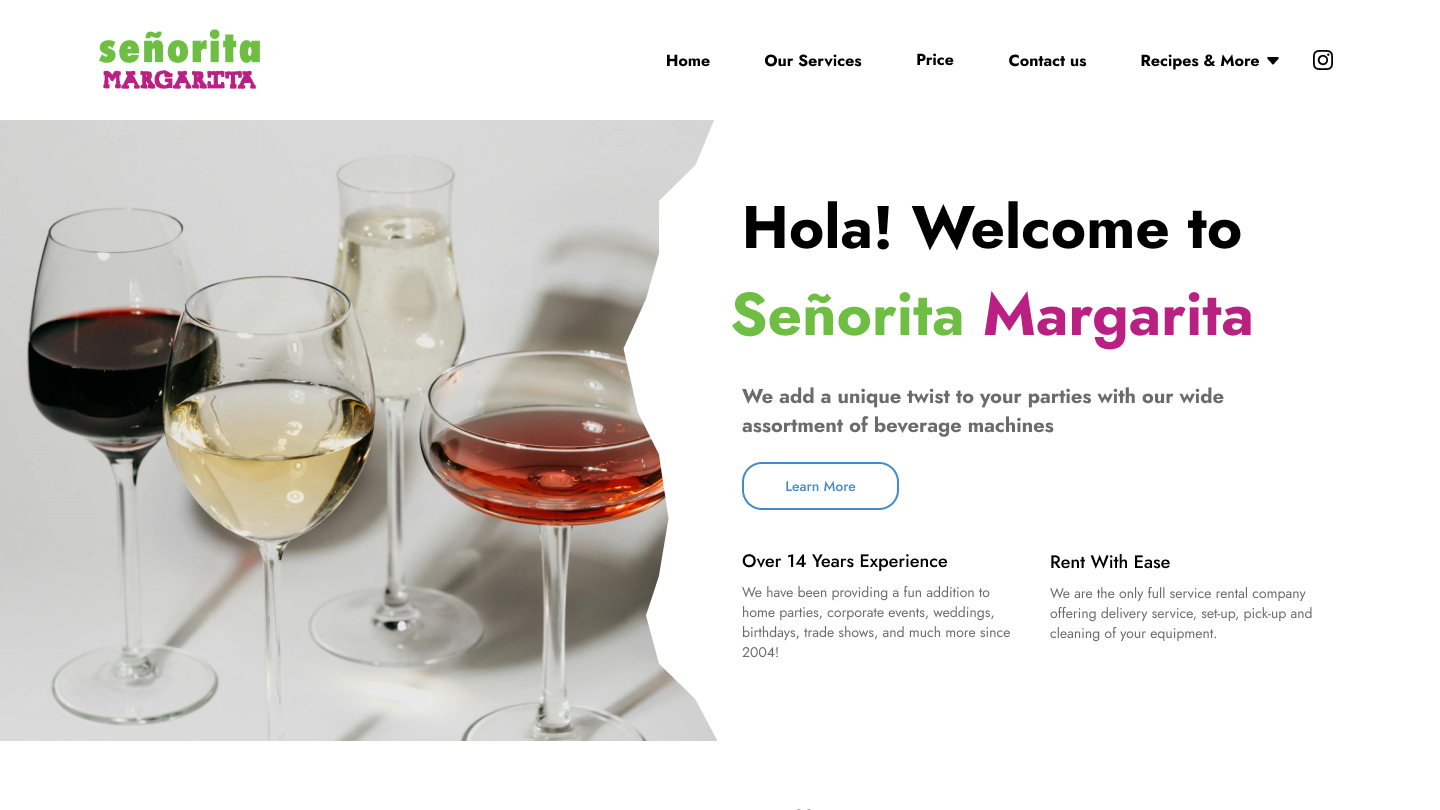 señorita
MARGARITA
Home
Our Services
Price
Contact us
Recipes & More
Hola! Welcome to
Señorita Margarita
We add a unique twist to your parties with our wide
assortment of beverage machines
Learn More
Over 14 Years Experience
We have been providing a fun addition to
home parties, corporate events, weddings,
birthdays, trade shows, and much more since
2004!
Rent With Ease
We are the only full service rental company
offering delivery service, set-up, pick-up and
cleaning of your equipment.